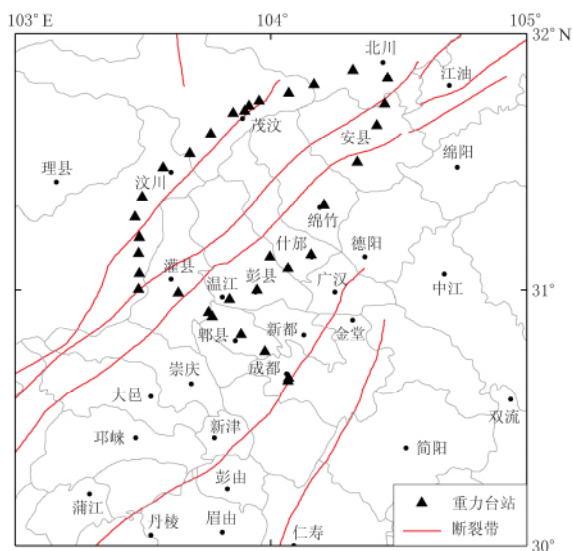 103° E
104°
105°
32° N
北川
江油
茂汶
安县
绵阳
理县
汶川
绵竹
什邡
德阳
灌县
彭县
温江
广汉
中江
郫县
新都
金堂
成都
崇庆
大邑
双流
新津
邛崃
简阳
彭由
蒲江
丹棱
眉由
仁寿
31°
30°
重力台站
断裂带